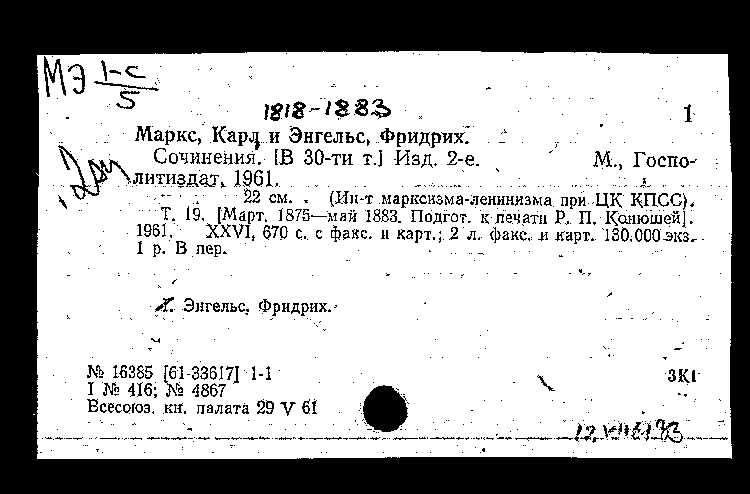 МЭ 1-с
5
1818-1883
1
Маркс, Карл, и Энгельс, Фридрих.
Сочинения. [В 30-ти т.] Изд. 2-е. М., Госпо-
литиздат, 1961.
22 см. . (Ин-т марксизма-ленинизма при ЦК КПСС).
Т. 19. [Март. 1875—май 1883. Подгот. к печати Р. П. Конюшей].
1961. XXVI, 670 с. с факс. и карт.; 2 л. факс. и карт. 130.000 экз.
1 р. В пер.
Энгельс, Фридрих.
№ 16385 [61-33617] 1-1
3К1
I № 416; № 4867
Всесоюз. кн. палата 29 V 61